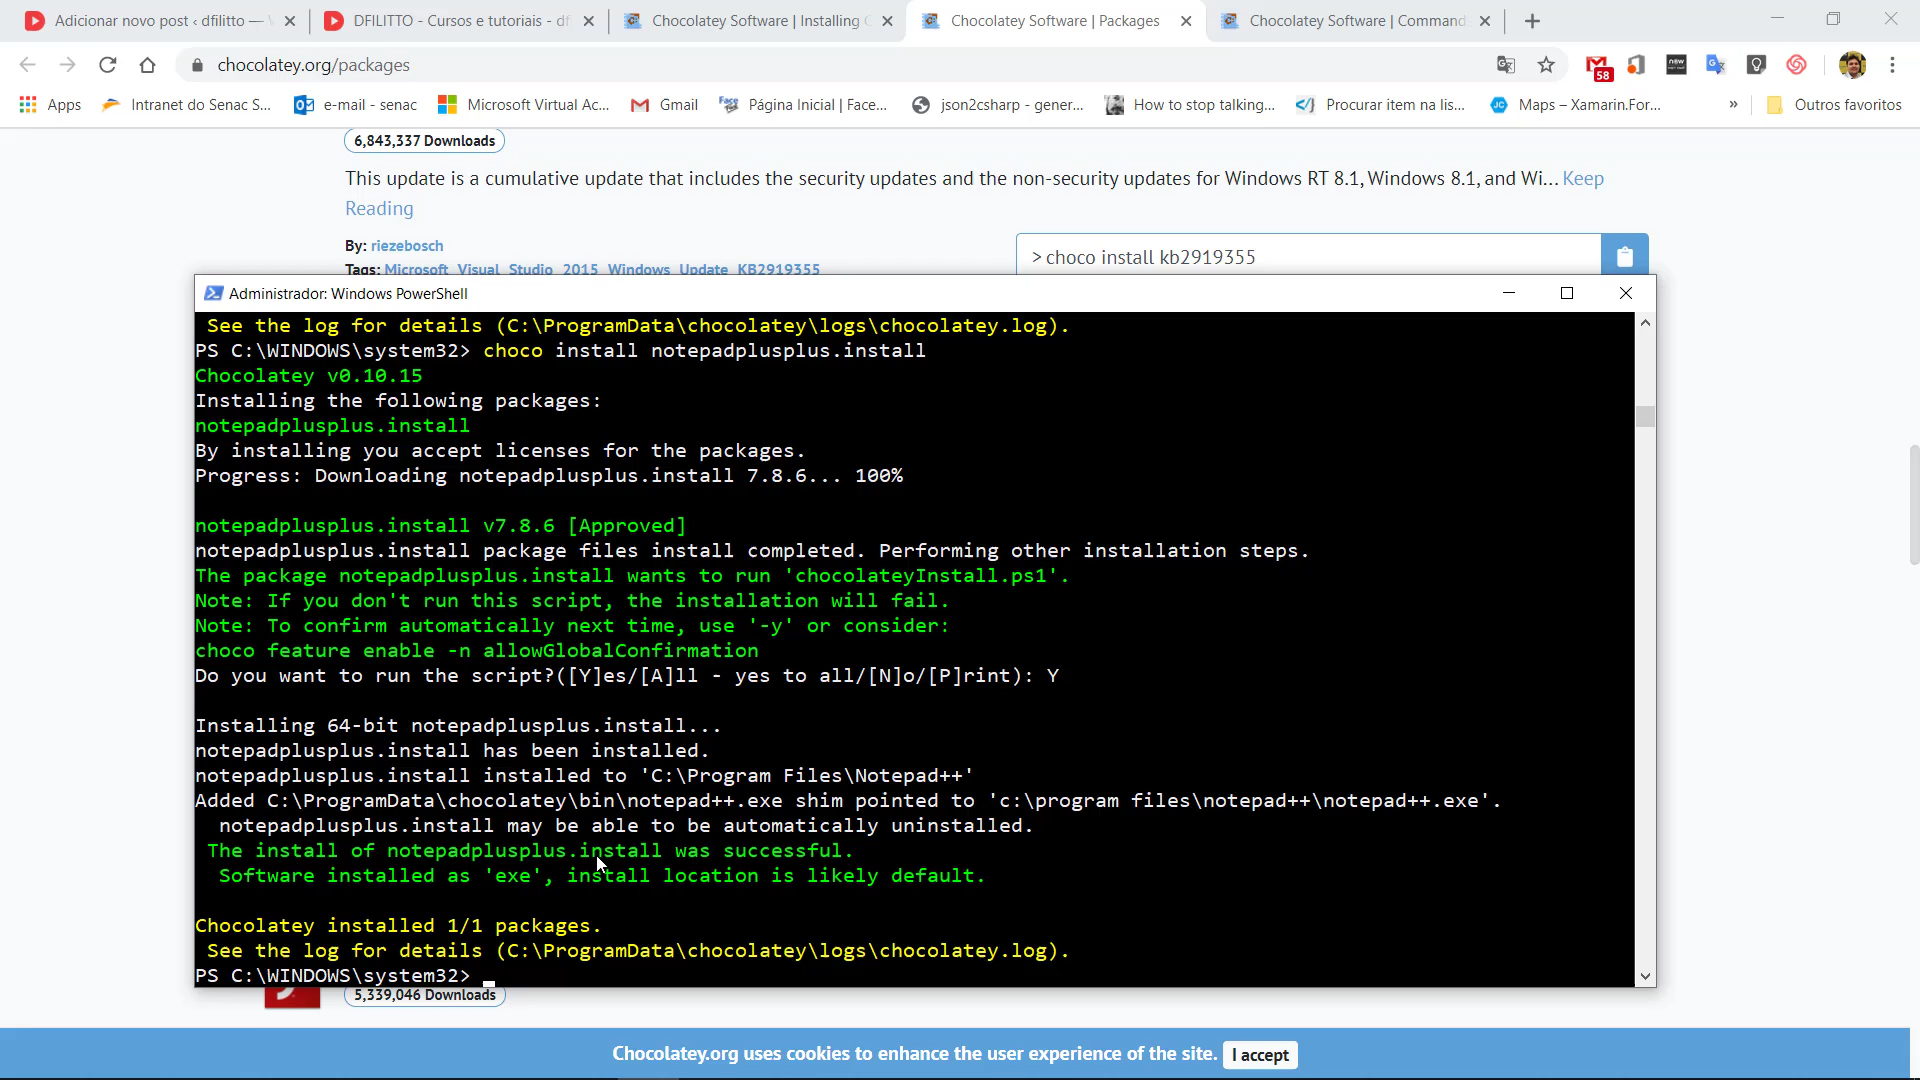 Adicionar novo post ‹ dfilitto —
DFILITTO - Cursos e tutoriais - df
Chocolatey Software | Installing C
Chocolatey Software | Packages
Chocolatey Software | Command
chocolatey.org/packages
58
now
Apps
Intranet do Senac S...
e-mail - senac
Microsoft Virtual Ac...
Gmail
Página Inicial | Face...
json2csharp - gener...
How to stop talking...
Procurar item na lis...
Maps – Xamarin.For...
»
Outros favoritos
6,843,337 Downloads
This update is a cumulative update that includes the security updates and the non-security updates for Windows RT 8.1, Windows 8.1, and Wi... Keep
Reading
By: riezebosch
> choco install kb2919355
Tags: Microsoft Visual Studio 2015 Windows Update KB2919355
Administrador: Windows PowerShell
See the log for details (C:\ProgramData\chocolatey\logs\chocolatey.log).
PS C:\WINDOWS\system32> choco install notepadplusplus.install
Chocolatey v0.10.15
Installing the following packages:
notepadplusplus.install
By installing you accept licenses for the packages.
Progress: Downloading notepadplusplus.install 7.8.6... 100%
notepadplusplus.install v7.8.6 [Approved]
notepadplusplus.install package files install completed. Performing other installation steps.
The package notepadplusplus.install wants to run 'chocolateyInstall.ps1'.
Note: If you don't run this script, the installation will fail.
Note: To confirm automatically next time, use '-y' or consider:
choco feature enable -n allowGlobalConfirmation
Do you want to run the script?([Y]es/[A]ll - yes to all/[N]o/[P]rint): Y
Installing 64-bit notepadplusplus.install...
notepadplusplus.install has been installed.
notepadplusplus.install installed to 'C:\Program Files\Notepad++'
Added C:\ProgramData\chocolatey\bin\notepad++.exe shim pointed to 'c:\program files\notepad++\notepad++.exe'.
notepadplusplus.install may be able to be automatically uninstalled.
The install of notepadplusplus.install was successful.
Software installed as 'exe', install location is likely default.
Chocolatey installed 1/1 packages.
See the log for details (C:\ProgramData\chocolatey\logs\chocolatey.log).
PS C:\WINDOWS\system32>
5,339,046 Downloads
Chocolatey.org uses cookies to enhance the user experience of the site. I accept